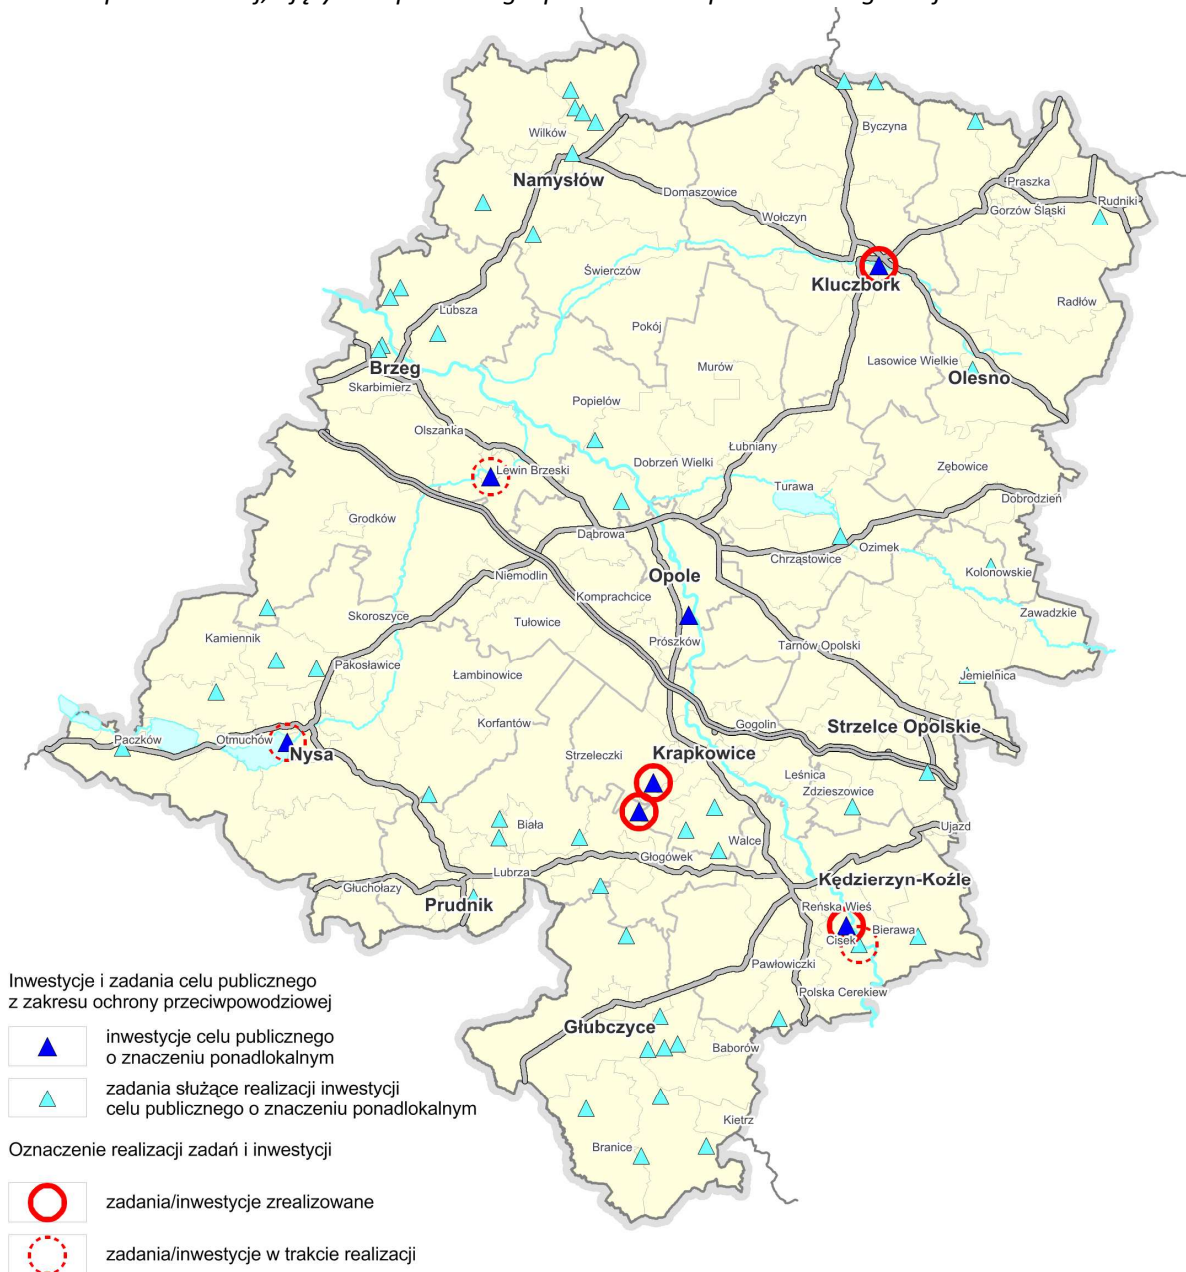 Wilków
Byczyna
Namysłów
Domaszowice
Praszka
Rudniki
Wołczyn
Gorzów Śląski
Świerczów
Kluczbork
Lubsza
Radłów
Pokój
Brzeg
Murów
Lasowice Wielkie
Olesno
Skarbimierz
Popielów
Olszanka
Łubniany
Lewin Brzeski
Dobrzeń Wielki
Zębowice
Turawa
Dobrodzień
Grodków
Dąbrowa
Ozimek
Chrząstowice
Niemodlin
Opole
Kolonowskie
Komprachcice
Skoroszyce
Tułowice
Zawadzkie
Kamiennik
Prószków
Tarnów Opolski
Pakosławice
Łambinowice
Jemielnica
Korfantów
Gogolin
Strzelce Opolskie
Paczków
Otmuchów
Nysa
Strzeleczki
Krapkowice
Leśnica
Zdzieszowice
Biała
Walce
Ujazd
Głogówek
Lubrza
Głuchołazy
Kędzierzyn-Koźle
Prudnik
Reńska Wieś
Cisek
Bierawa
Pawłowiczki
Polska Cerekiew
Głubczyce
Baborów
Kietrz
Branice
Inwestycje i zadania celu publicznego
z zakresu ochrony przeciwpowodziowej
inwestycje celu publicznego
o znaczeniu ponadlokalnym
zadania służące realizacji inwestycji
celu publicznego o znaczeniu ponadlokalnym
Oznaczenie realizacji zadań i inwestycji
zadania/inwestycje zrealizowane
zadania/inwestycje w trakcie realizacji